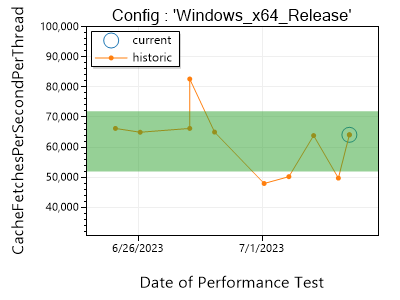 Config : 'Windows_x64_Release'
CacheFetchesPerSecondPerThread
100,000
90,000
80,000
70,000
60,000
50,000
40,000
current
historic
6/26/2023
7/1/2023
Date of Performance Test